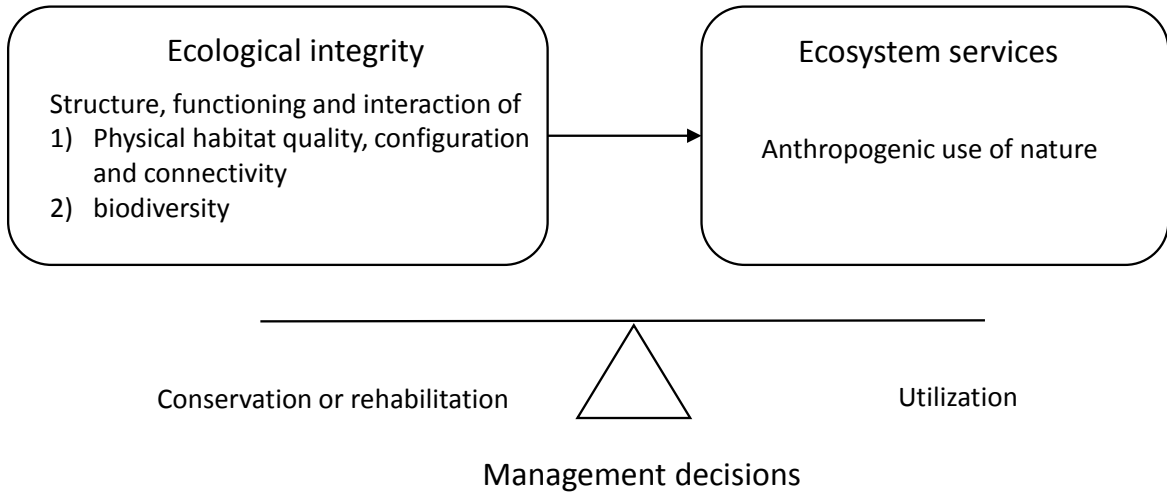 Ecological integrity
Structure, functioning and interaction of
1) Physical habitat quality, configuration
and connectivity
2) biodiversity
Ecosystem services
Anthropogenic use of nature
Conservation or rehabilitation
Utilization
Management decisions